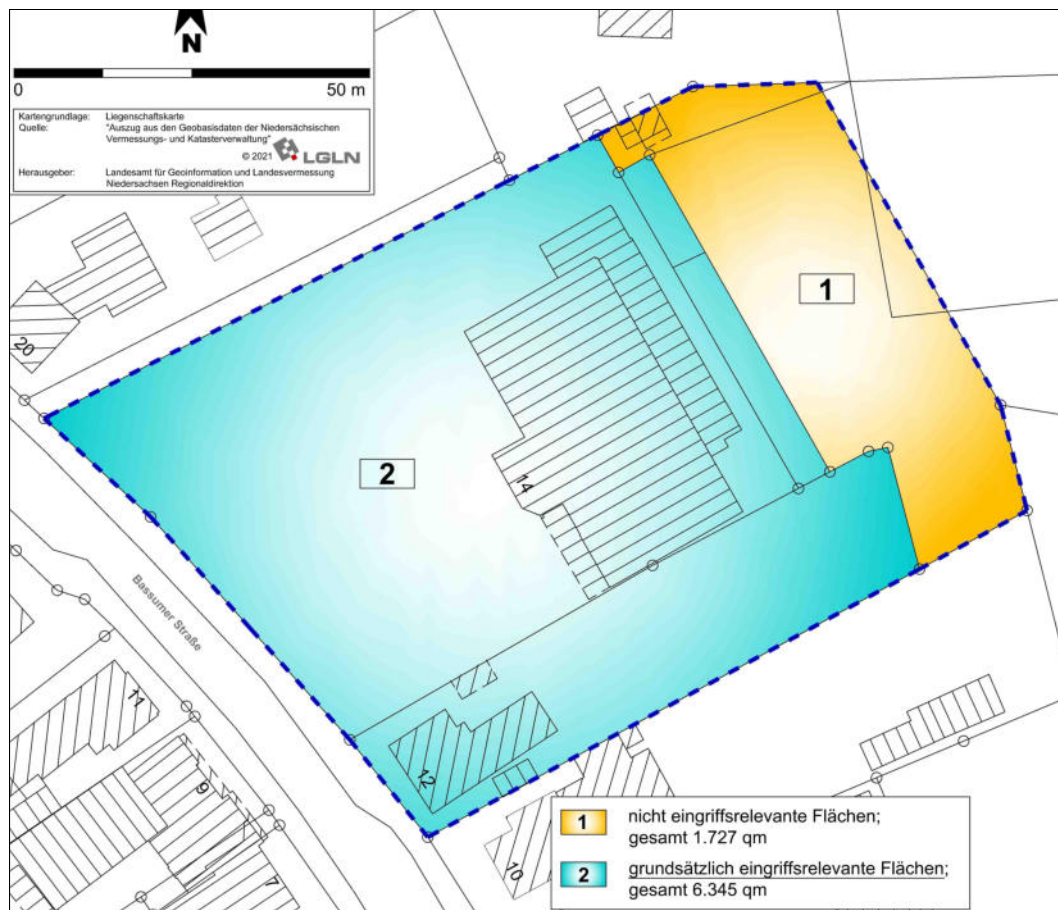 N
0 50 m
Kartengrundlage: Liegenschaftskarte
Quelle: "Auszug aus den Geobasisdaten der Niedersächsischen
Vermessungs- und Katasterverwaltung"
© 2021 LGLN
Herausgeber: Landesamt für Geoinformation und Landesvermessung
Niedersachsen Regionaldirektion
1
20
2
14
Bassumer Straße
11
12
9
10
7
1 nicht eingriffsrelevante Flächen;
gesamt 1.727 qm
2 grundsätzlich eingriffsrelevante Flächen;
gesamt 6.345 qm